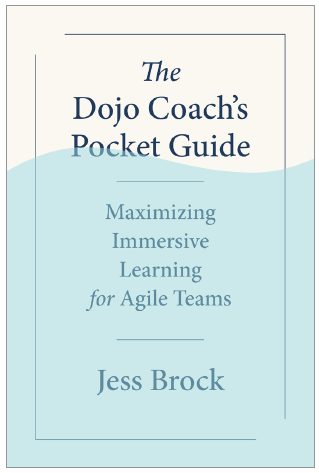 The
Dojo Coach's
Pocket Guide
Maximizing
Immersive
Learning
for Agile Teams
Jess Brock